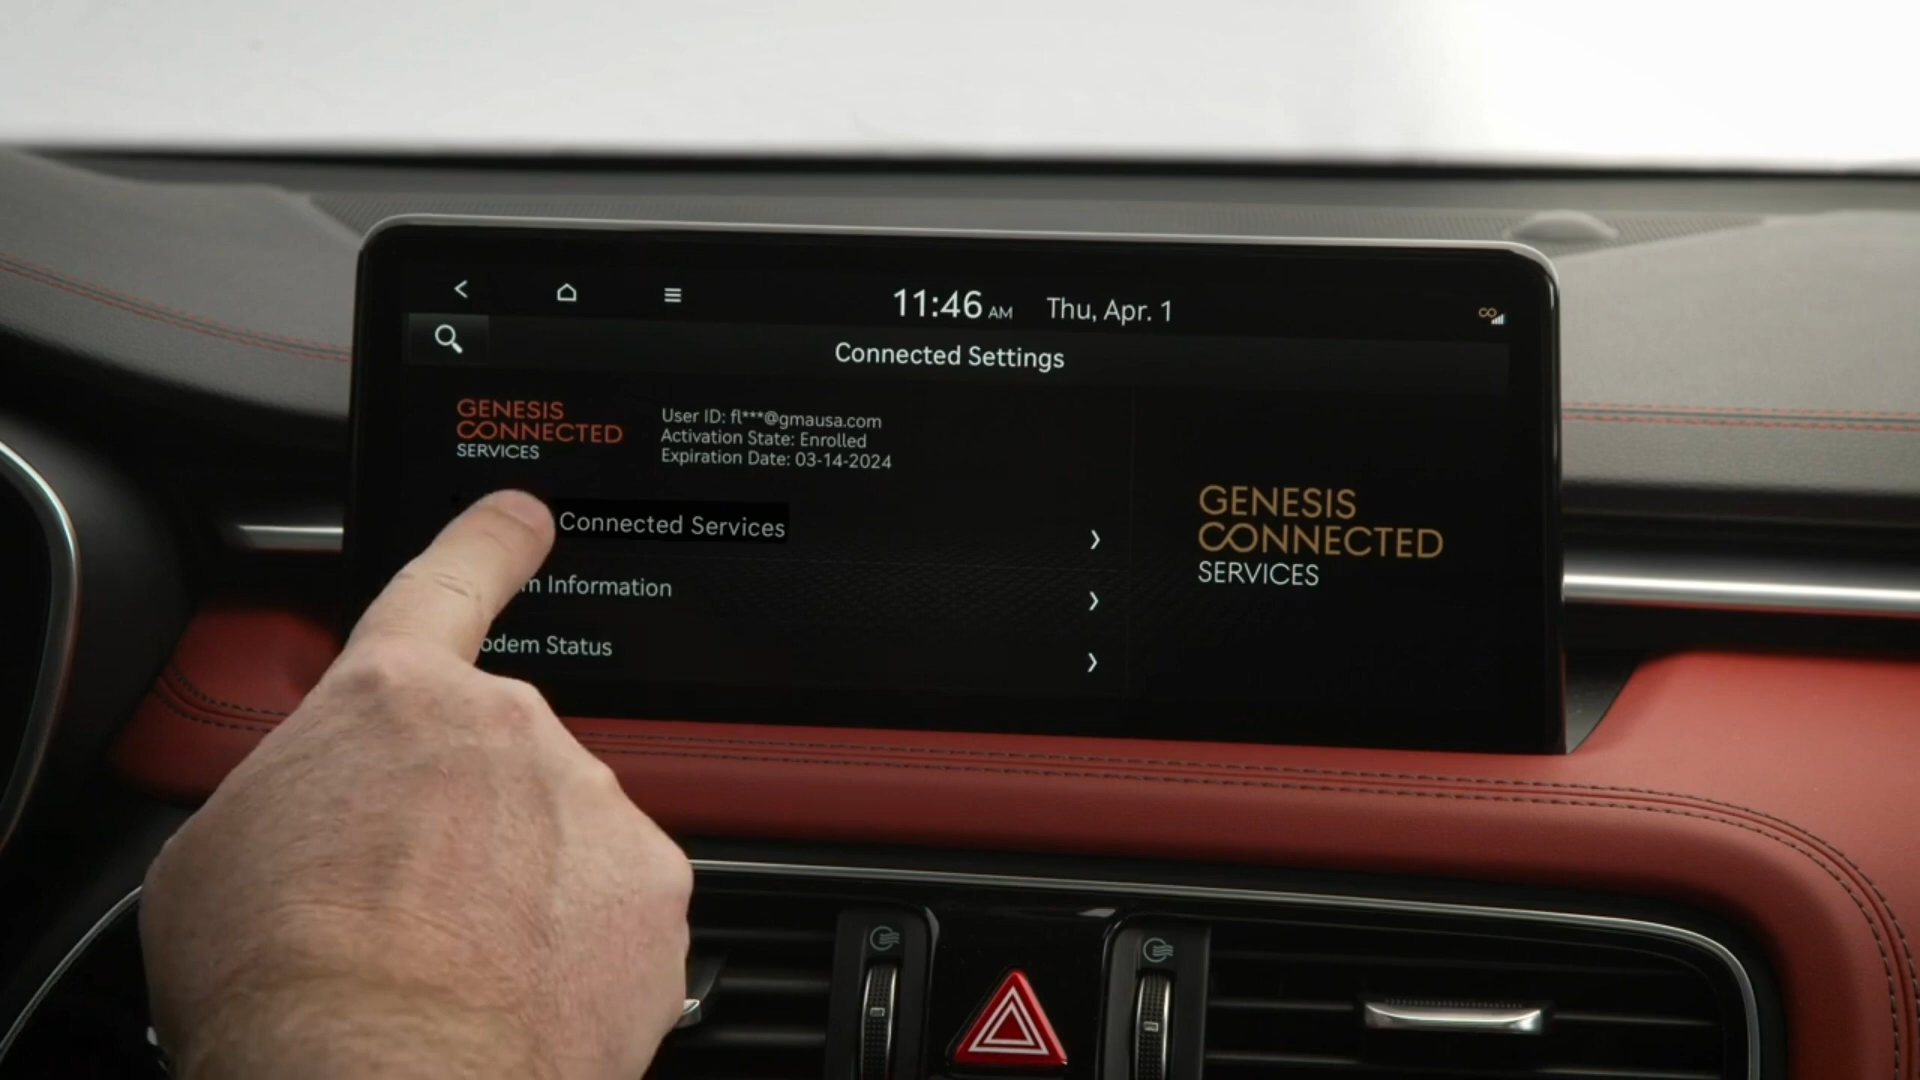 11:46 AM Thu, Apr. 1
Connected Settings
GENESIS
CONNECTED
SERVICES
User ID: fl***@gmausa.com
Activation State: Enrolled
Expiration Date: 03-14-2024
Connected Services
Information
Status
GENESIS
CONNECTED
SERVICES